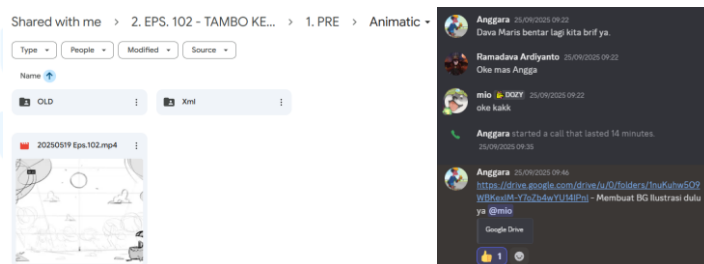 Shared with me > 2. EPS. 102 - TAMBO KE... > 1. PRE > Animatic
Type People Modified Source
Name
OLD
Xml
20250519 Eps.102.mp4
Anggara 25/09/2025 09:22
Dava Maris bentar lagi kita brif ya.
Ramadava Ardiyanto 25/09/2025 09:22
Oke mas Angga
mio DOZY 25/09/2025 09:22
oke kakk
Anggara started a call that lasted 14 minutes.
25/09/2025 09:35
Anggara 25/09/2025 09:46
https://drive.google.com/drive/u/0/folders/1nuKuhw5O9
WBKexIM-Y7oZb4wYU14IPnl - Membuat BG Ilustrasi dulu
ya @mio
Google Drive
1